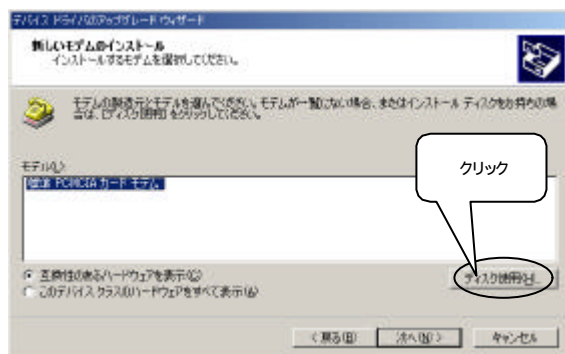 デバイス ドライバのアップグレード ウィザード
新しいモデムのインストール
インストールするモデムを選択してください。
モデムの製造元とモデルを選んでください。モデムが一覧にない場合、またはインストール ディスクをお持ちの場
合は、[ディスク使用] をクリックしてください。
モデル(L)
標準 PCMCIA カード モデム
クリック
互換性のあるハードウェアを表示(C)
ディスク使用(H)...
このデバイス クラスのハードウェアをすべて表示(A)
< 戻る(B)
次へ(N) >
キャンセル